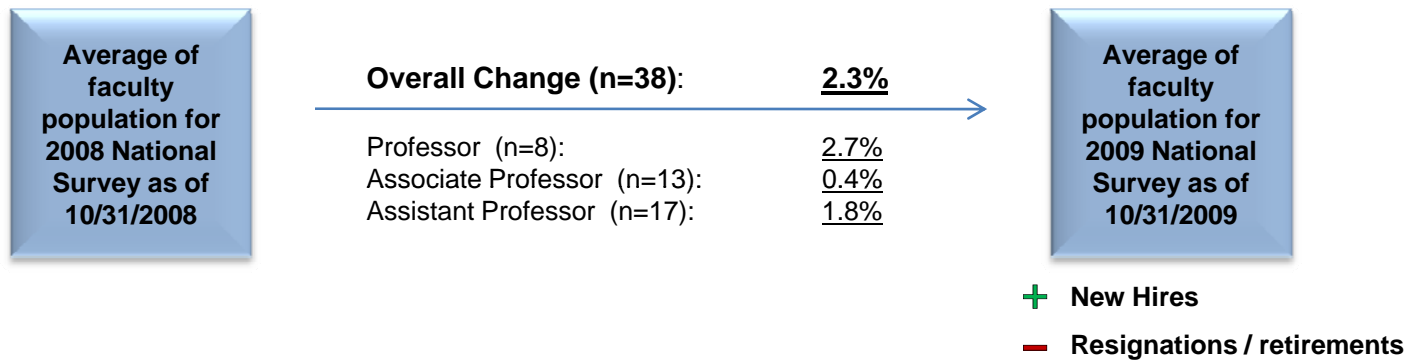 Average of
faculty
population for
2008 National
Survey as of
10/31/2008
Overall Change (n=38): 2.3%
Professor (n=8): 2.7%
Associate Professor (n=13): 0.4%
Assistant Professor (n=17): 1.8%
Average of
faculty
population for
2009 National
Survey as of
10/31/2009
New Hires
Resignations / retirements